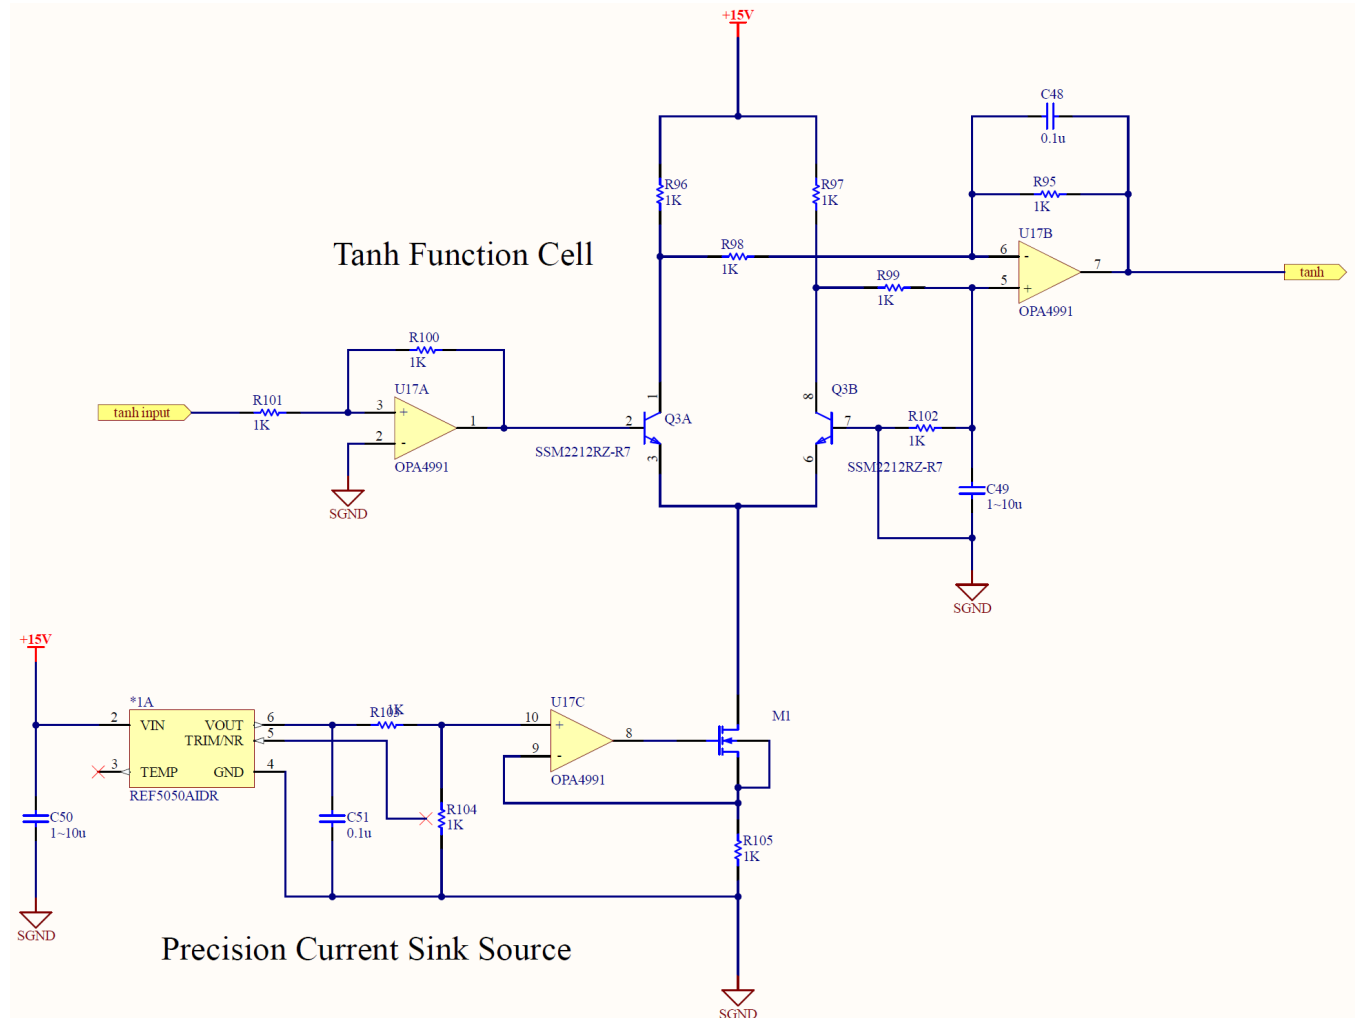 +15V
C48
0.1u
R96
1K
R97
1K
R95
1K
U17B
Tanh Function Cell
R98
1K
6
-
7
tanh
R99
1K
5
+
OPA4991
R100
1K
U17A
1
8
Q3B
tanh input
R101
1K
3
+
1
2
Q3A
7
R102
1K
2
-
OPA4991
SSM2212RZ-R7
3
6
SSM2212RZ-R7
SGND
C49
1~10u
SGND
+15V
*1A
2
VIN
VOUT
6
TRIM/NR
5
3
TEMP
GND
4
REF5050AIDR
R103
1K
U17C
10
+
9
-
8
OPA4991
M1
C50
1~10u
C51
0.1u
R104
1K
R105
1K
SGND
Precision Current Sink Source
SGND